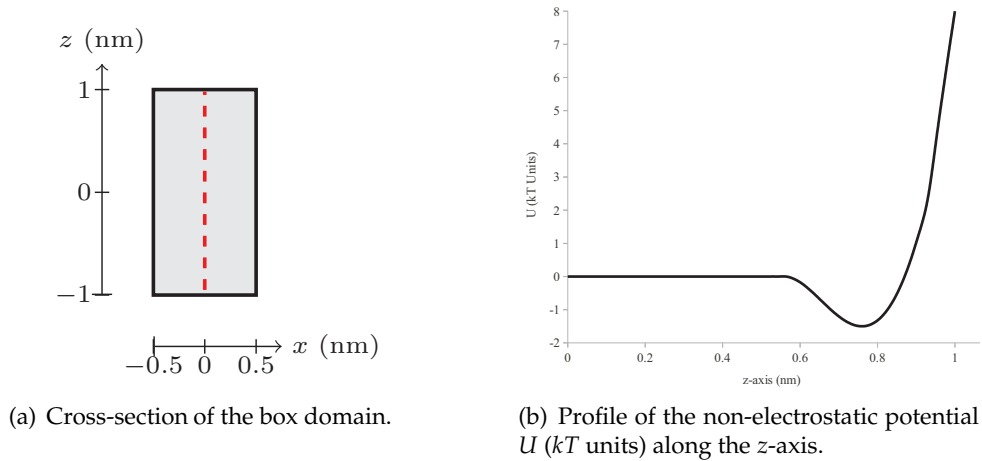 z (nm)
1
0
−1
−0.5 0 0.5
x (nm)
(a) Cross-section of the box domain.
8
7
6
5
4
3
2
1
0
-1
-2
U (kT Units)
0 0.2 0.4 0.6 0.8 1
z-axis (nm)
(b) Profile of the non-electrostatic potential
U (kT units) along the z-axis.